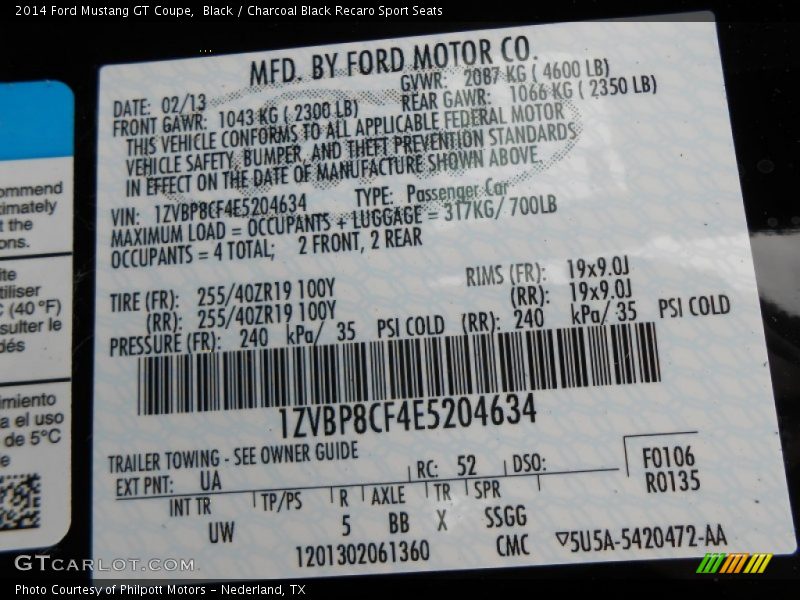 2014 Ford Mustang GT Coupe, Black / Charcoal Black Recaro Sport Seats
MFD. BY FORD MOTOR CO.
DATE: 02/13 GVWR: 2087 KG ( 4600 LB)
FRONT GAWR: 1043 KG ( 2300 LB) REAR GAWR: 1066 KG ( 2350 LB)
THIS VEHICLE CONFORMS TO ALL APPLICABLE FEDERAL MOTOR
VEHICLE SAFETY, BUMPER, AND THEFT PREVENTION STANDARDS
IN EFFECT ON THE DATE OF MANUFACTURE SHOWN ABOVE.
VIN: 1ZVBP8CF4E5204634 TYPE: Passenger Car
MAXIMUM LOAD = OCCUPANTS + LUGGAGE = 317KG/ 700LB
OCCUPANTS = 4 TOTAL; 2 FRONT, 2 REAR
TIRE (FR): 255/40ZR19 100Y RIMS (FR): 19x9.0J
(RR): 255/40ZR19 100Y (RR): 19x9.0J
PRESSURE (FR): 240 kPa/ 35 PSI COLD (RR): 240 kPa/ 35 PSI COLD
1ZVBP8CF4E5204634
TRAILER TOWING - SEE OWNER GUIDE
EXT PNT: UA RC: 52 DSO: F0106
R0135
INT TR TP/PS R AXLE TR SPR
UW 5 BB X SSGG
1201302061360 CMC ▽5U5A-5420472-AA
ommend
timately
t the
ons.
ite
tiliser
C (40 °F)
sulter le
dés
imiento
a el uso
de 5°C
e
GTCARLOT.COM
Photo Courtesy of Philpott Motors - Nederland, TX